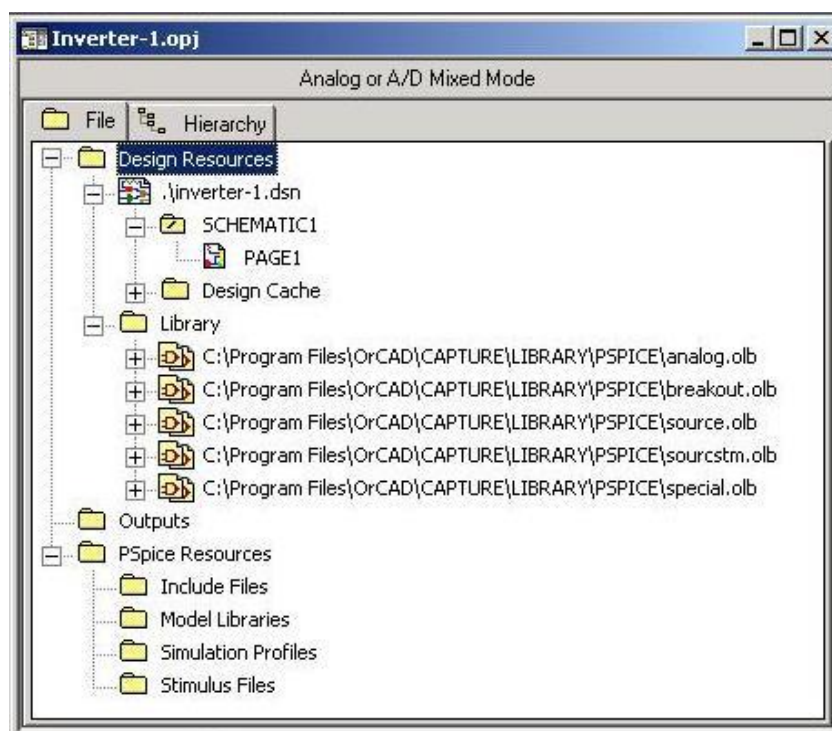 Inverter-1.opj
Analog or A/D Mixed Mode
File Hierarchy
Design Resources
.\inverter-1.dsn
SCHEMATIC1
PAGE1
Design Cache
Library
C:\Program Files\OrCAD\CAPTURE\LIBRARY\PSPICE\analog.olb
C:\Program Files\OrCAD\CAPTURE\LIBRARY\PSPICE\breakout.olb
C:\Program Files\OrCAD\CAPTURE\LIBRARY\PSPICE\source.olb
C:\Program Files\OrCAD\CAPTURE\LIBRARY\PSPICE\sourcstm.olb
C:\Program Files\OrCAD\CAPTURE\LIBRARY\PSPICE\special.olb
Outputs
PSpice Resources
Include Files
Model Libraries
Simulation Profiles
Stimulus Files